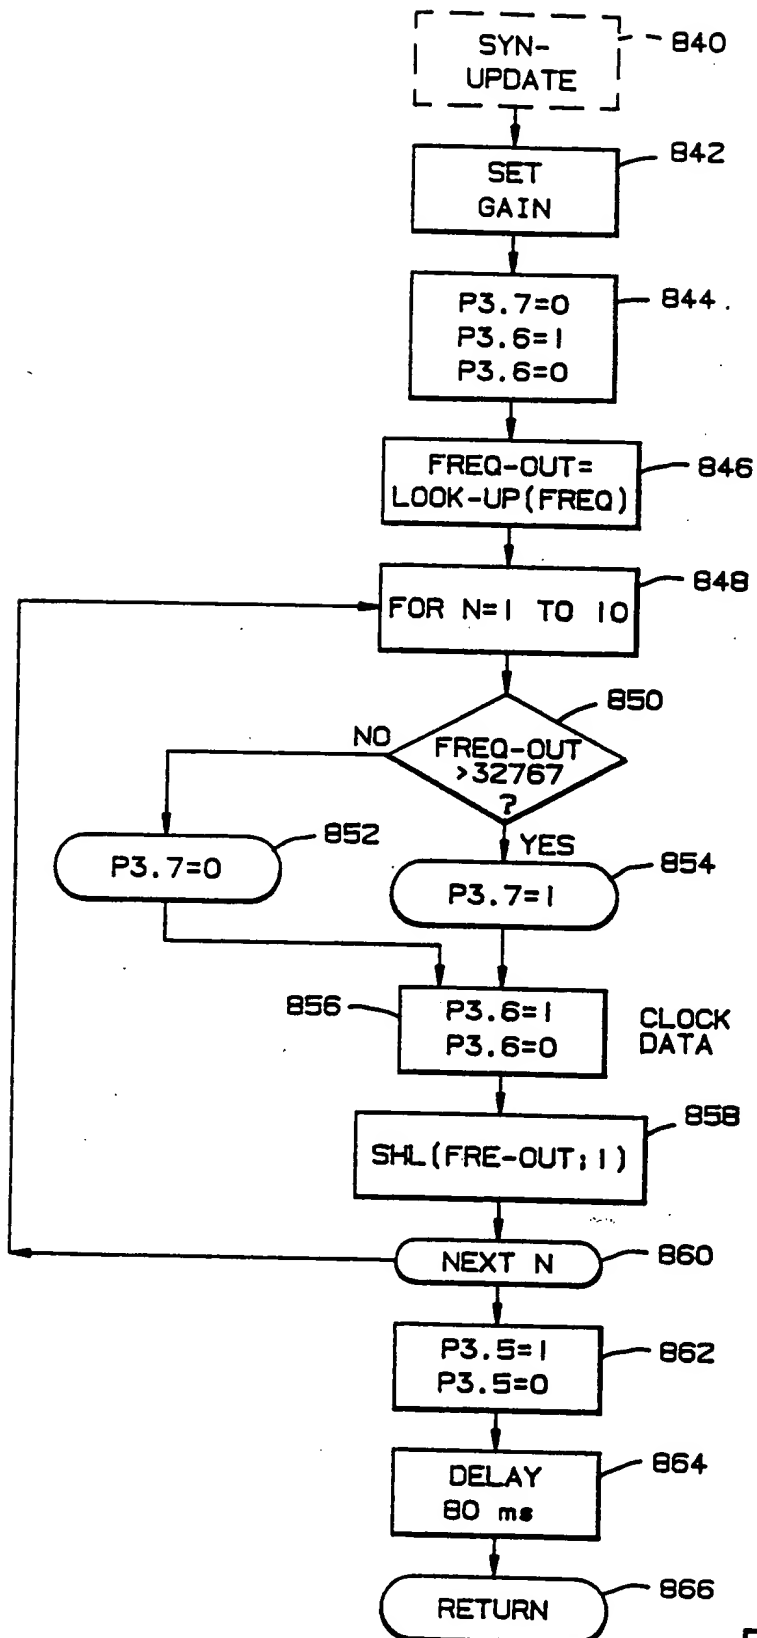 SYN-
UPDATE
840
SET
GAIN
842
P3.7=0
P3.6=1
P3.6=0
844
FREQ-OUT=
LOOK-UP(FREQ)
846
FOR N=1 TO 10
848
FREQ-OUT
>32767
?
850
NO
YES
P3.7=0
852
P3.7=1
854
856
P3.6=1
P3.6=0
CLOCK
DATA
SHL(FRE-OUT;1)
858
NEXT N
860
P3.5=1
P3.5=0
862
DELAY
80 ms
864
RETURN
866